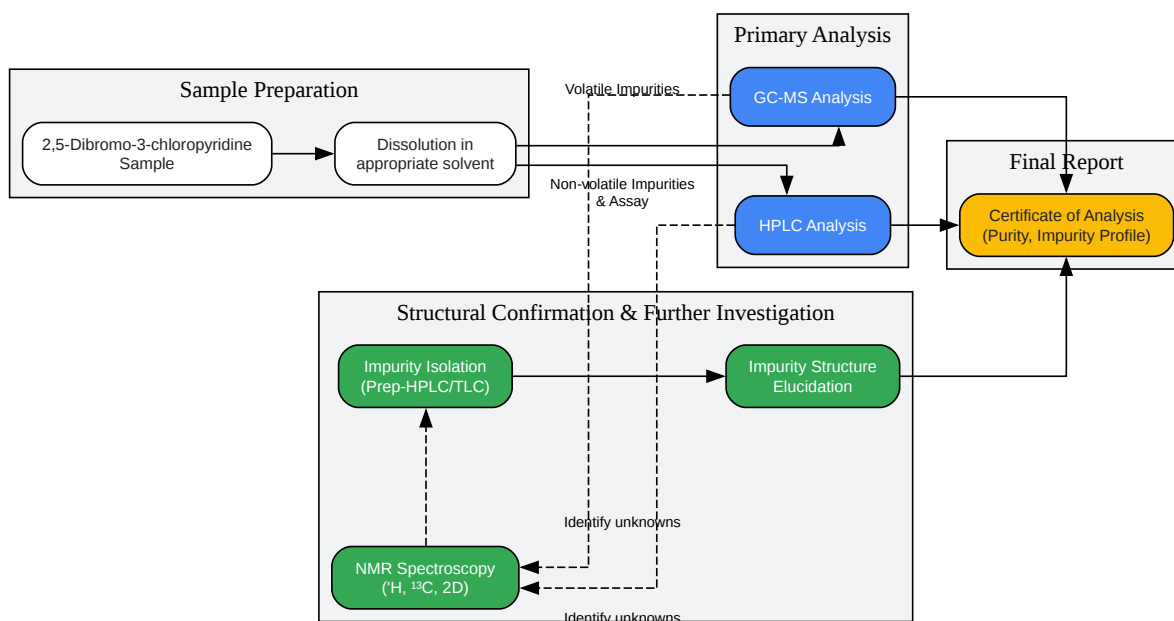 Primary Analysis
Sample Preparation
Volatile Impurities
GC-MS Analysis
2,5-Dibromo-3-chloropyridine
Sample
Dissolution in
appropriate solvent
Non-volatile Impurities
& Assay
HPLC Analysis
Final Report
Certificate of Analysis
(Purity, Impurity Profile)
Structural Confirmation & Further Investigation
Impurity Isolation
(Prep-HPLC/TLC)
Impurity Structure
Elucidation
Identify unknowns
NMR Spectroscopy
('H, ¹³C, 2D)
Identify unknowns